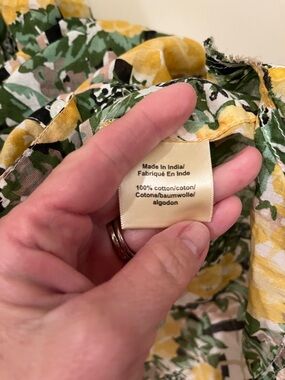 Made In India/
Fabriqué En Inde
100% cotton/coton/
Cotone/baumwolle/
algodon